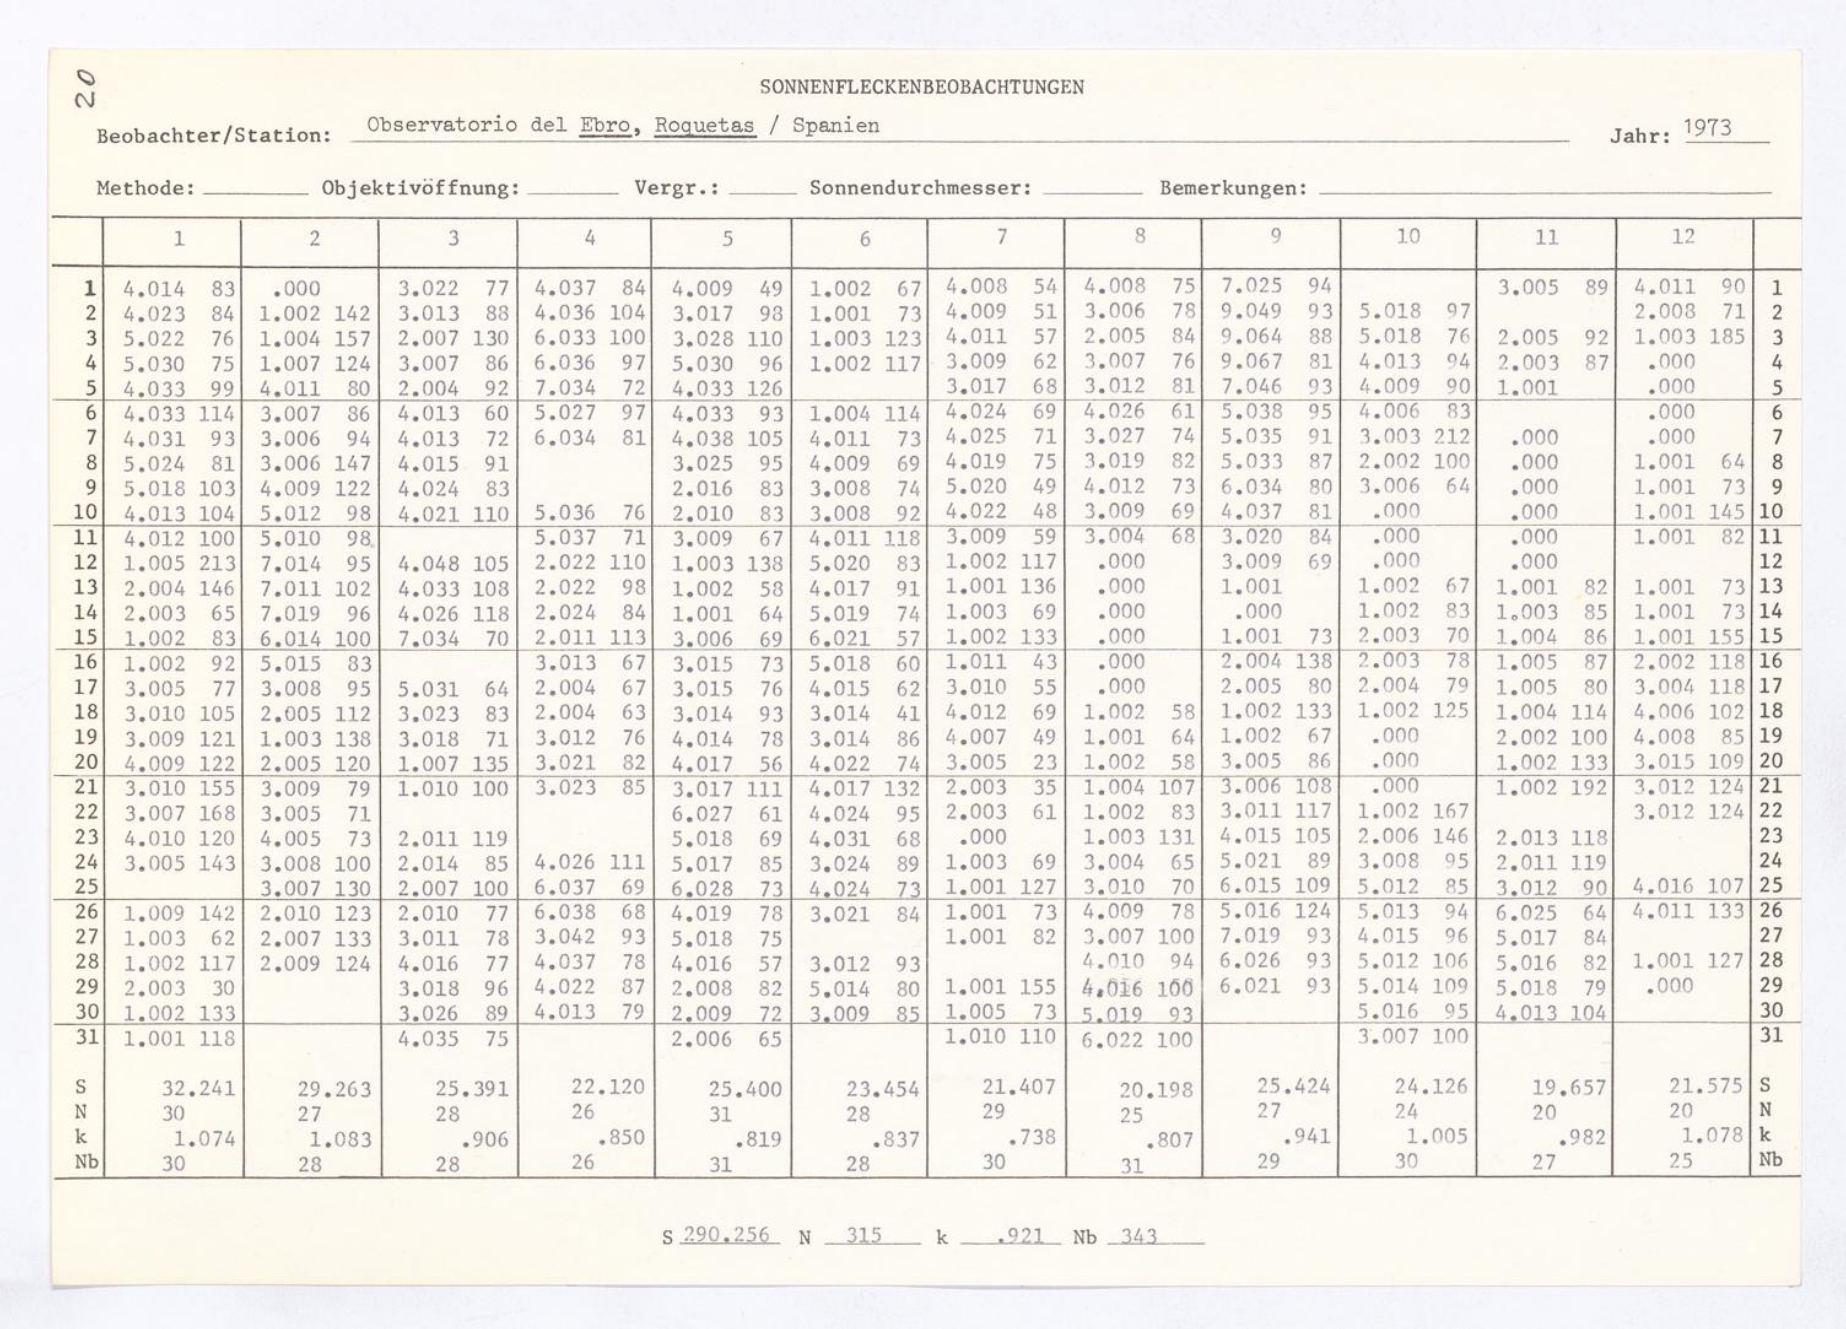 20
SONNENFLECKENBEOBACHTUNGEN
Beobachter/Station: Observatorio del Ebro, Roquetas / Spanien Jahr: 1973
Methode: Objektivöffnung: Vergr.: Sonnendurchmesser: Bemerkungen:
1 2 3 4 5 6 7 8 9 10 11 12
1 4.014 83 .000 3.022 77 4.037 84 4.009 49 1.002 67 4.008 54 4.008 75 7.025 94 3.005 89 4.011 90 1
2 4.023 84 1.002 142 3.013 88 4.036 104 3.017 98 1.001 73 4.009 51 3.006 78 9.049 93 5.018 97 2.008 71 2
3 5.022 76 1.004 157 2.007 130 6.033 100 3.028 110 1.003 123 4.011 57 2.005 84 9.064 88 5.018 76 2.005 92 1.003 185 3
4 5.030 75 1.007 124 3.007 86 6.036 97 5.030 96 1.002 117 3.009 62 3.007 76 9.067 81 4.013 94 2.003 87 .000 4
5 4.033 99 4.011 80 2.004 92 7.034 72 4.033 126 3.017 68 3.012 81 7.046 93 4.009 90 1.001 .000 5
6 4.033 114 3.007 86 4.013 60 5.027 97 4.033 93 1.004 114 4.024 69 4.026 61 5.038 95 4.006 83 .000 6
7 4.031 93 3.006 94 4.013 72 6.034 81 4.038 105 4.011 73 4.025 71 3.027 74 5.035 91 3.003 212 .000 .000 7
8 5.024 81 3.006 147 4.015 91 3.025 95 4.009 69 4.019 75 3.019 82 5.033 87 2.002 100 .000 1.001 64 8
9 5.018 103 4.009 122 4.024 83 2.016 83 3.008 74 5.020 49 4.012 73 6.034 80 3.006 64 .000 1.001 73 9
10 4.013 104 5.012 98 4.021 110 5.036 76 2.010 83 3.008 92 4.022 48 3.009 69 4.037 81 .000 .000 1.001 145 10
11 4.012 100 5.010 98 5.037 71 3.009 67 4.011 118 3.009 59 3.004 68 3.020 84 .000 .000 1.001 82 11
12 1.005 213 7.014 95 4.048 105 2.022 110 1.003 138 5.020 83 1.002 117 .000 3.009 69 .000 .000 12
13 2.004 146 7.011 102 4.033 108 2.022 98 1.002 58 4.017 91 1.001 136 .000 1.001 1.002 67 1.001 82 1.001 73 13
14 2.003 65 7.019 96 4.026 118 2.024 84 1.001 64 5.019 74 1.003 69 .000 .000 1.002 83 1.003 85 1.001 73 14
15 1.002 83 6.014 100 7.034 70 2.011 113 3.006 69 6.021 57 1.002 133 .000 1.001 73 2.003 70 1.004 86 1.001 155 15
16 1.002 92 5.015 83 3.013 67 3.015 73 5.018 60 1.011 43 .000 2.004 138 2.003 78 1.005 87 2.002 118 16
17 3.005 77 3.008 95 5.031 64 2.004 67 3.015 76 4.015 62 3.010 55 .000 2.005 80 2.004 79 1.005 80 3.004 118 17
18 3.010 105 2.005 112 3.023 83 2.004 63 3.014 93 3.014 41 4.012 69 1.002 58 1.002 133 1.002 125 1.004 114 4.006 102 18
19 3.009 121 1.003 138 3.018 71 3.012 76 4.014 78 3.014 86 4.007 49 1.001 64 1.002 67 .000 2.002 100 4.008 85 19
20 4.009 122 2.005 120 1.007 135 3.021 82 4.017 56 4.022 74 3.005 23 1.002 58 3.005 86 .000 1.002 133 3.015 109 20
21 3.010 155 3.009 79 1.010 100 3.023 85 3.017 111 4.017 132 2.003 35 1.004 107 3.006 108 .000 1.002 192 3.012 124 21
22 3.007 168 3.005 71 6.027 61 4.024 95 2.003 61 1.002 83 3.011 117 1.002 167 3.012 124 22
23 4.010 120 4.005 73 2.011 119 5.018 69 4.031 68 .000 1.003 131 4.015 105 2.006 146 2.013 118 23
24 3.005 143 3.008 100 2.014 85 4.026 111 5.017 85 3.024 89 1.003 69 3.004 65 5.021 89 3.008 95 2.011 119 24
25 3.007 130 2.007 100 6.037 69 6.028 73 4.024 73 1.001 127 3.010 70 6.015 109 5.012 85 3.012 90 4.016 107 25
26 1.009 142 2.010 123 2.010 77 6.038 68 4.019 78 3.021 84 1.001 73 4.009 78 5.016 124 5.013 94 6.025 64 4.011 133 26
27 1.003 62 2.007 133 3.011 78 3.042 93 5.018 75 1.001 82 3.007 100 7.019 93 4.015 96 5.017 84 27
28 1.002 117 2.009 124 4.016 77 4.037 78 4.016 57 3.012 93 4.010 94 6.026 93 5.012 106 5.016 82 1.001 127 28
29 2.003 30 3.018 96 4.022 87 2.008 82 5.014 80 1.001 155 4.016 100 6.021 93 5.014 109 5.018 79 .000 29
30 1.002 133 3.026 89 4.013 79 2.009 72 3.009 85 1.005 73 5.019 93 5.016 95 4.013 104 30
31 1.001 118 4.035 75 2.006 65 1.010 110 6.022 100 3.007 100 31
S 32.241 29.263 25.391 22.120 25.400 23.454 21.407 20.198 25.424 24.126 19.657 21.575 S
N 30 27 28 26 31 28 29 25 27 24 20 20 N
k 1.074 1.083 .906 .850 .819 .837 .738 .807 .941 1.005 .982 1.078 k
Nb 30 28 28 26 31 28 30 31 29 30 27 25 Nb
S 290.256 N 315 k .921 Nb 343